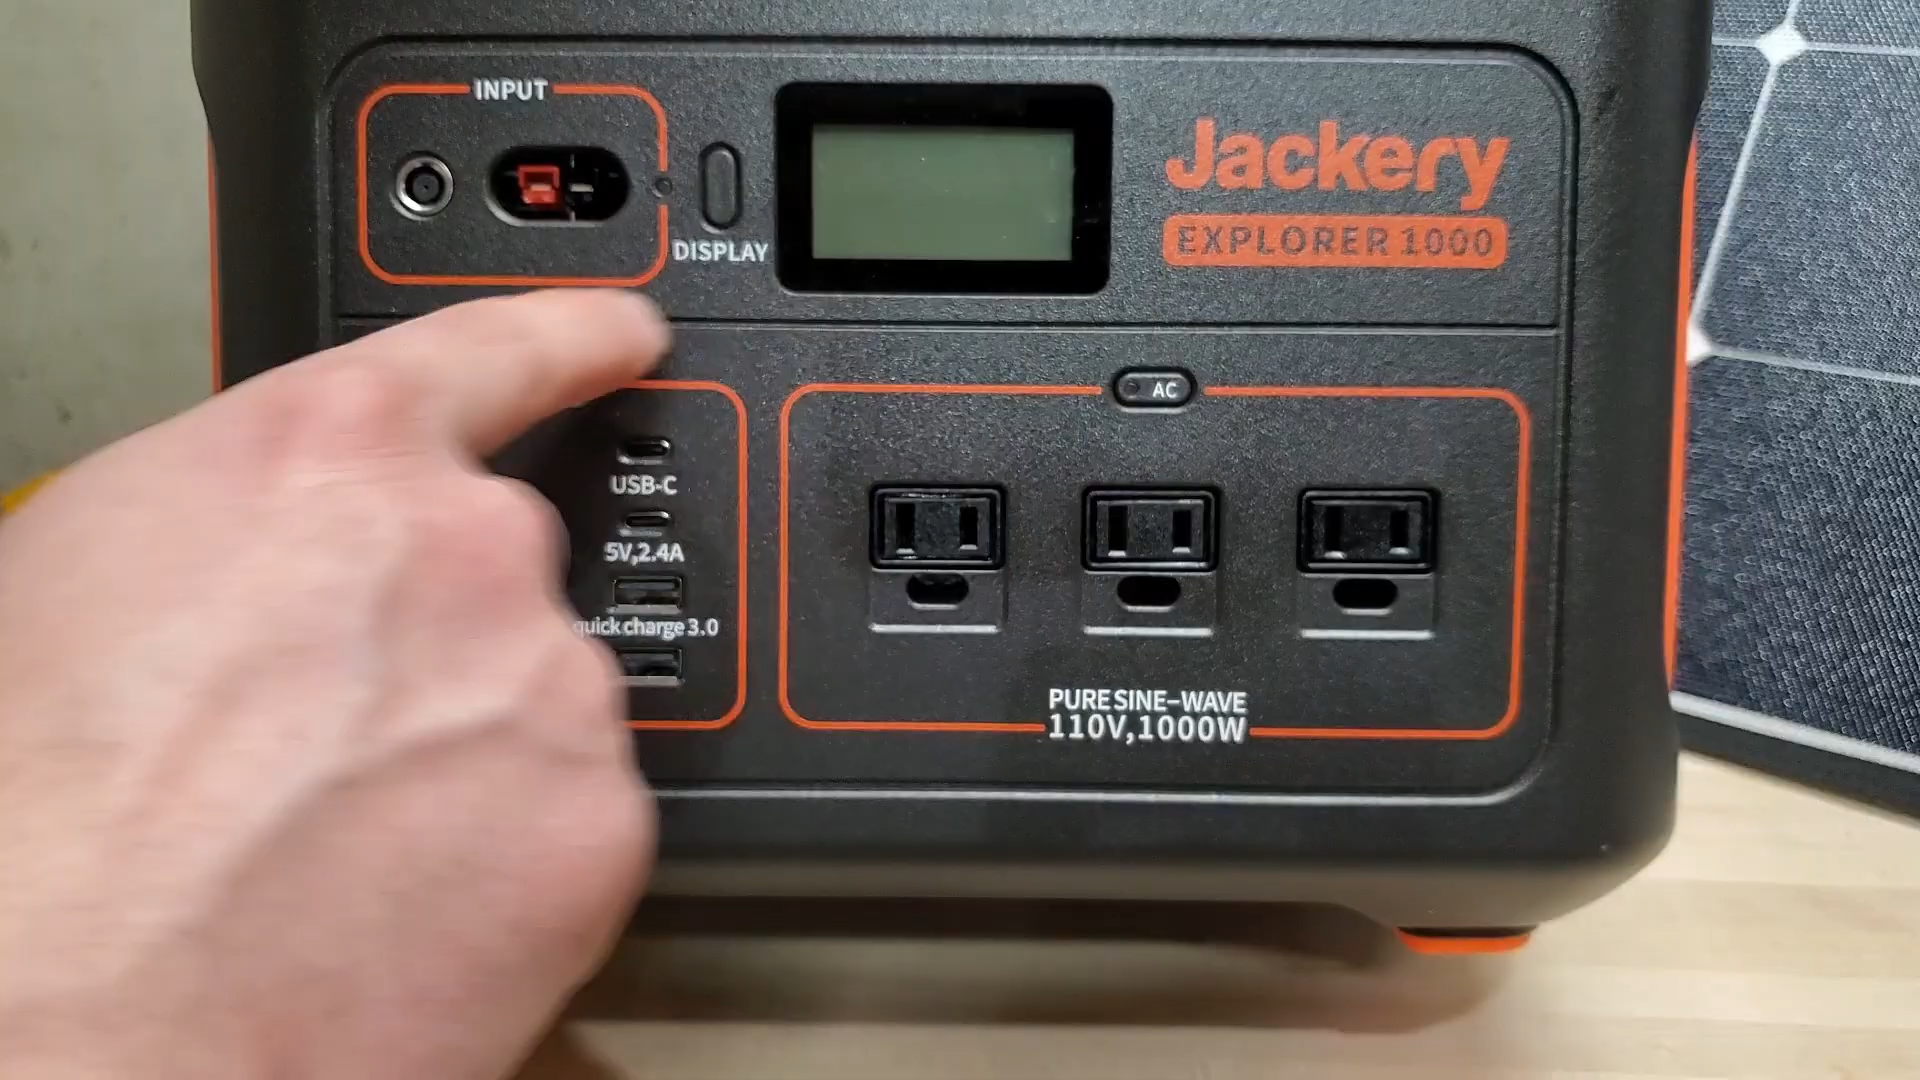 INPUT
DISPLAY
Jackery
EXPLORER 1000
AC
USB-C
5V,2.4A
quick charge 3.0
PURE SINE-WAVE
110V,1000W